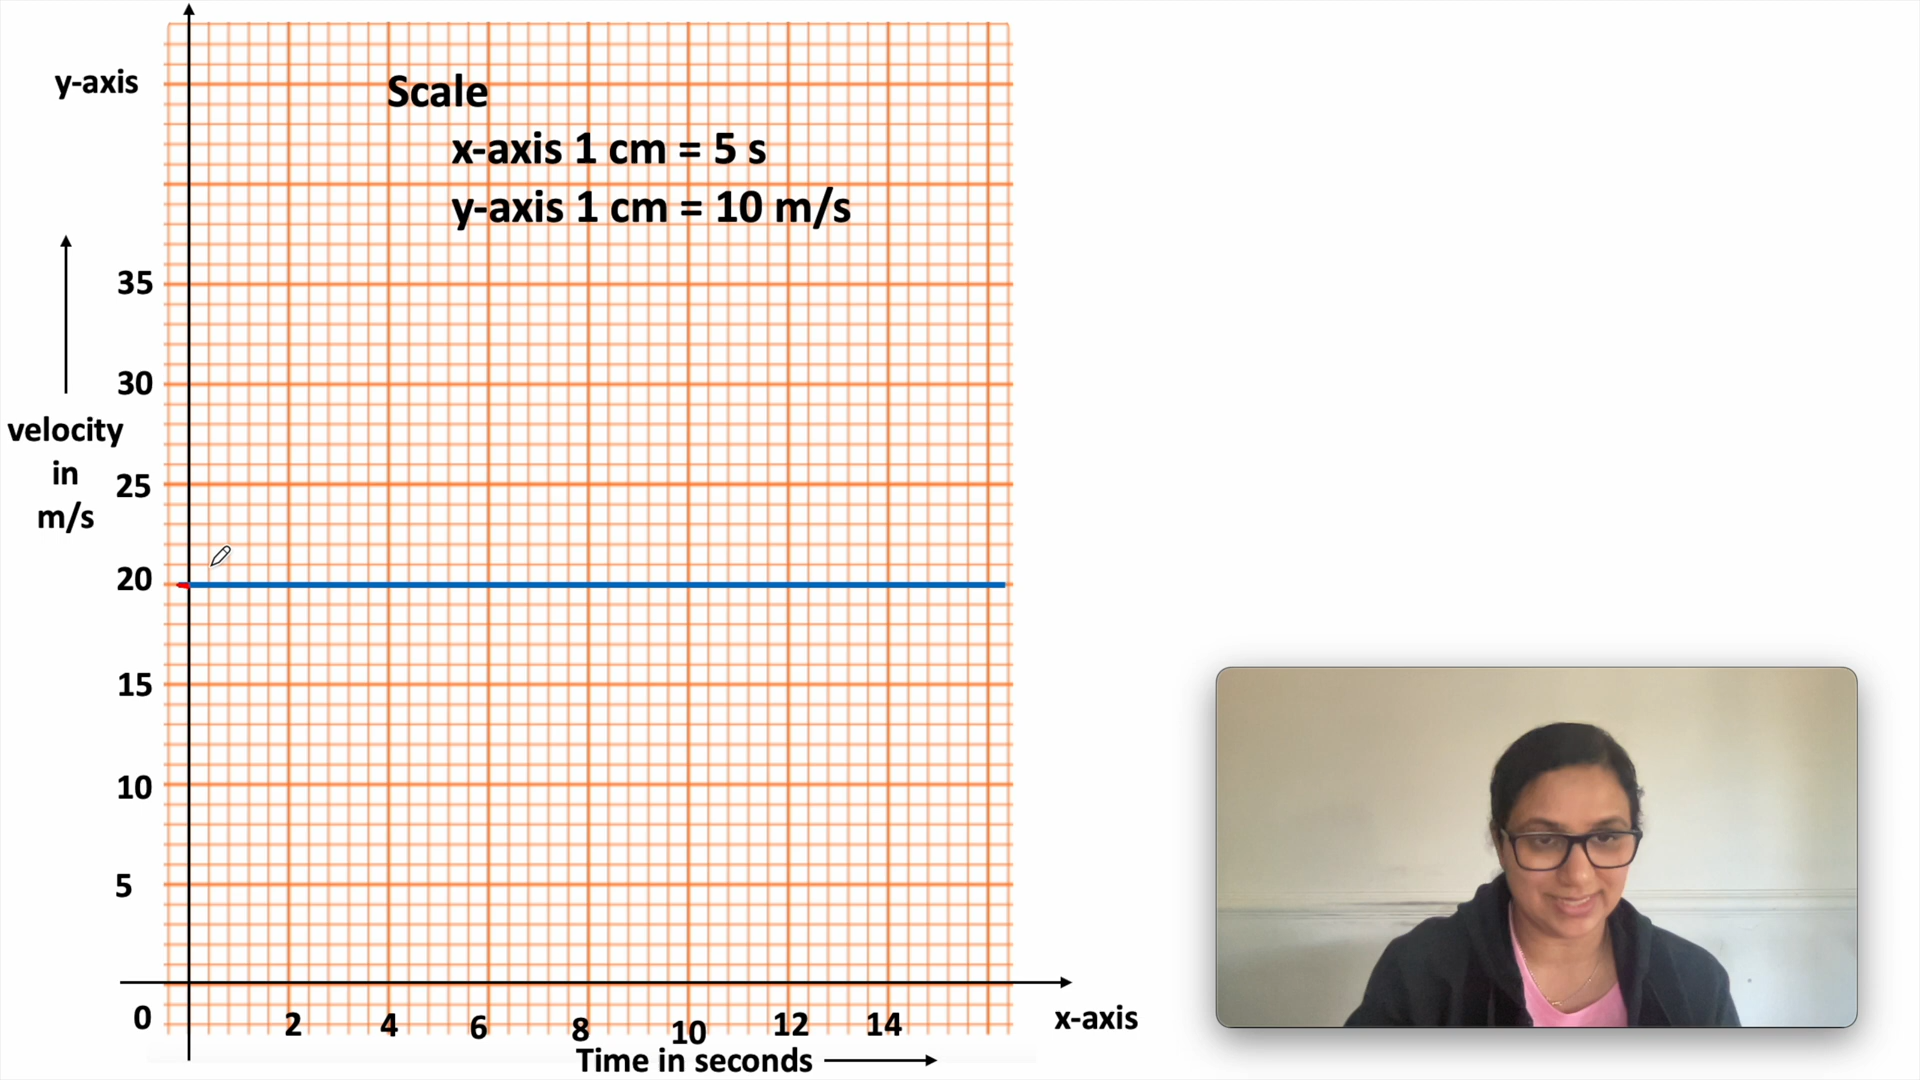 y-axis
Scale
x-axis 1 cm = 5 s
y-axis 1 cm = 10 m/s
35
30
velocity
in
m/s
25
20
15
10
5
0
2 4 6 8 10 12 14
x-axis
Time in seconds